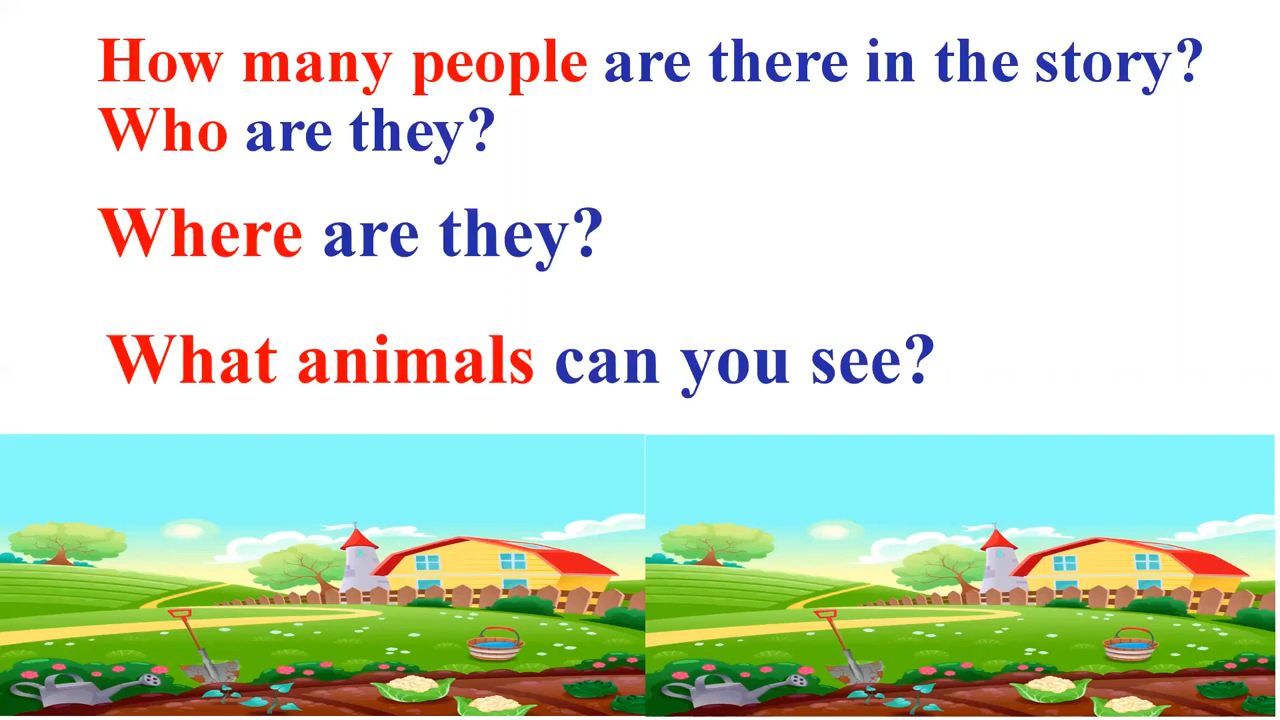 How many people are there in the story?
Who are they?
Where are they?
What animals can you see?